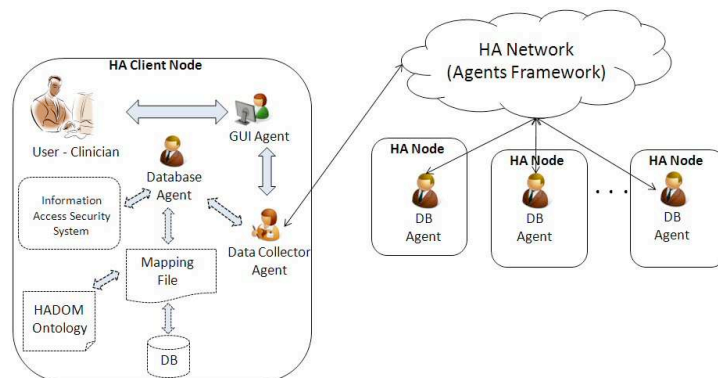 HA Client Node
User - Clinician
GUI Agent
Database
Agent
Information
Access Security
System
Data Collector
Agent
Mapping
File
HADOM
Ontology
DB
HA Network
(Agents Framework)
HA Node
DB
Agent
HA Node
DB
Agent
. . .
HA Node
DB
Agent